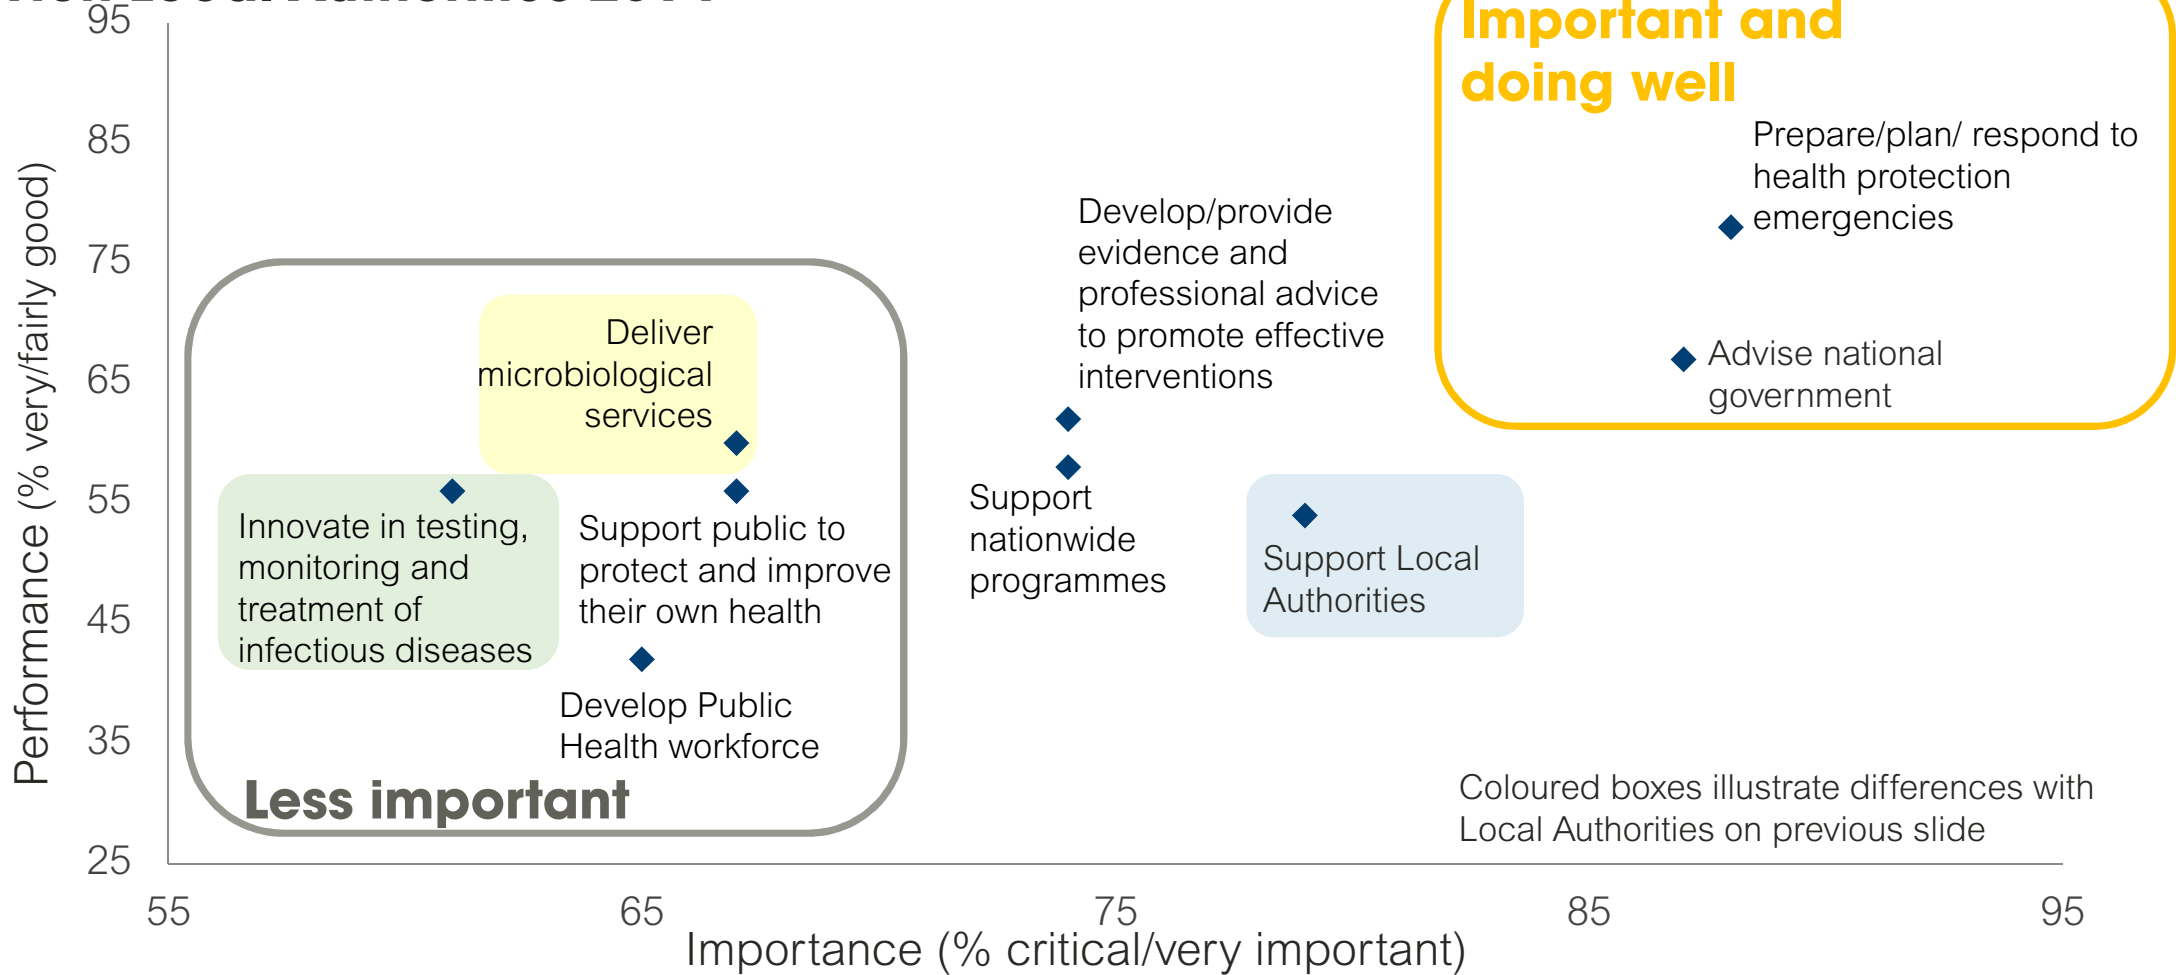 Local Authorities 2014
Important and
doing well
95
85
75
65
55
45
35
25
Performance (% very/fairly good)
Prepare/plan/ respond to
health protection
emergencies
Develop/provide
evidence and
professional advice
to promote effective
interventions
Advise national
government
Deliver
microbiological
services
Support
nationwide
programmes
Innovate in testing,
monitoring and
treatment of
infectious diseases
Support public to
protect and improve
their own health
Support Local
Authorities
Develop Public
Health workforce
Less important
Coloured boxes illustrate differences with
Local Authorities on previous slide
55
65
75
85
95
Importance (% critical/very important)